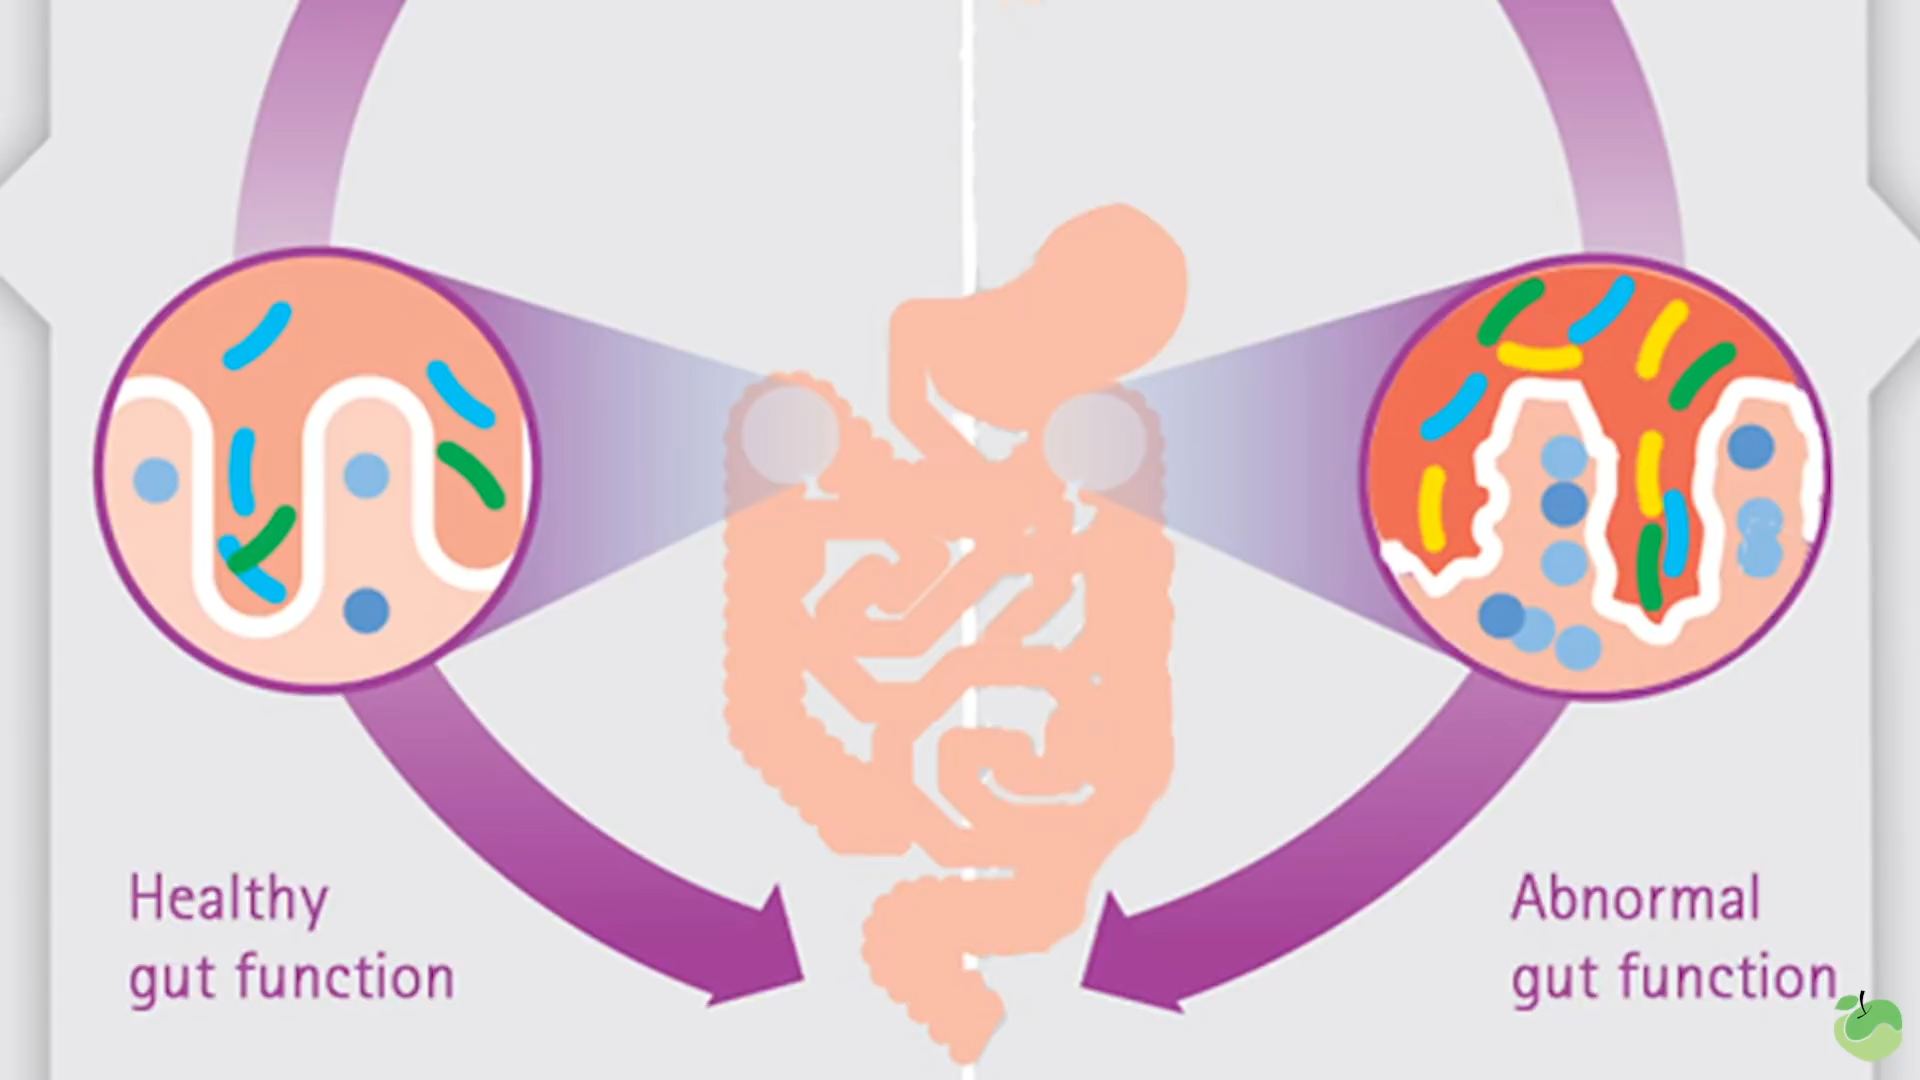 Healthy
gut function
Abnormal
gut function